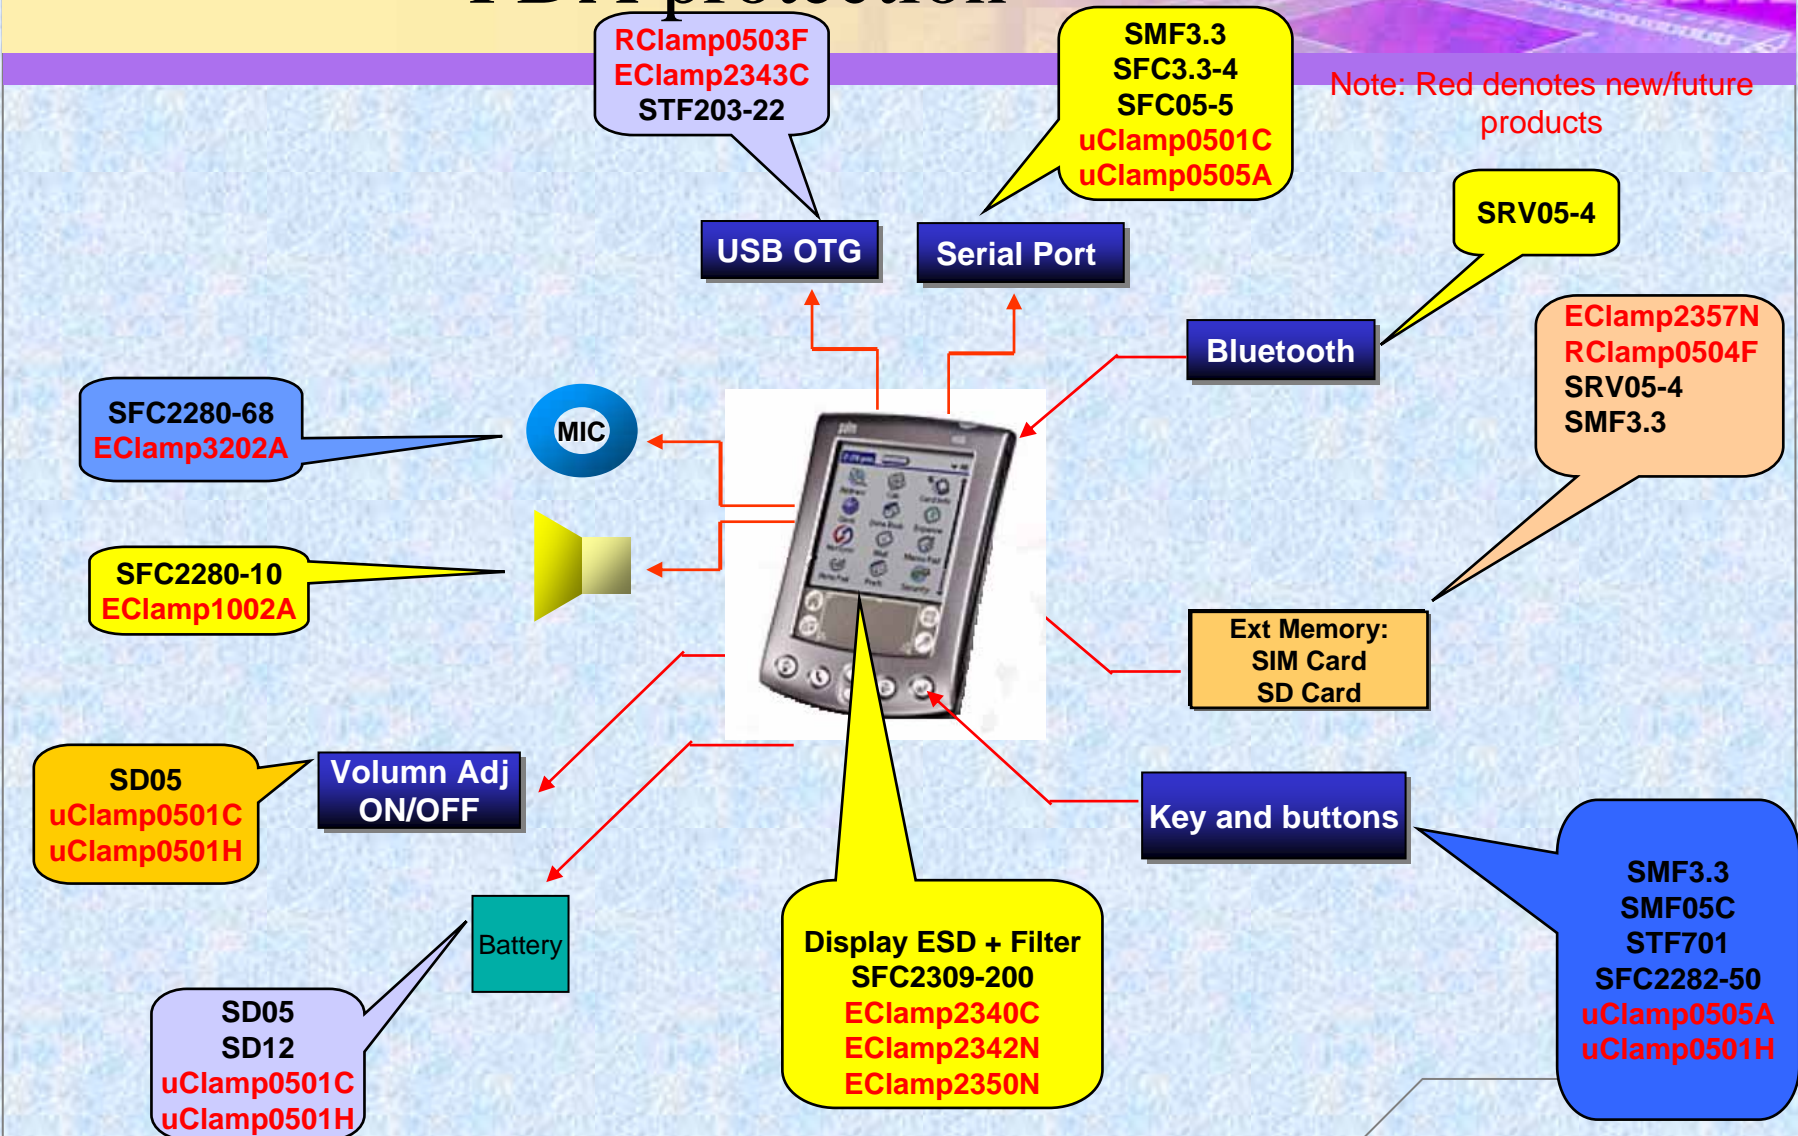 PDA protection
RClamp0503F
EClamp2343C
STF203-22
SMF3.3
SFC3.3-4
SFC05-5
uClamp0501C
uClamp0505A
Note: Red denotes new/future
products
SRV05-4
USB OTG
Serial Port
Bluetooth
EClamp2357N
RClamp0504F
SRV05-4
SMF3.3
SFC2280-68
EClamp3202A
MIC
SFC2280-10
EClamp1002A
Ext Memory:
SIM Card
SD Card
SD05
uClamp0501C
uClamp0501H
Volumn Adj
ON/OFF
Key and buttons
SMF3.3
SMF05C
STF701
SFC2282-50
uClamp0505A
uClamp0501H
Battery
Display ESD + Filter
SFC2309-200
EClamp2340C
EClamp2342N
EClamp2350N
SD05
SD12
uClamp0501C
uClamp0501H